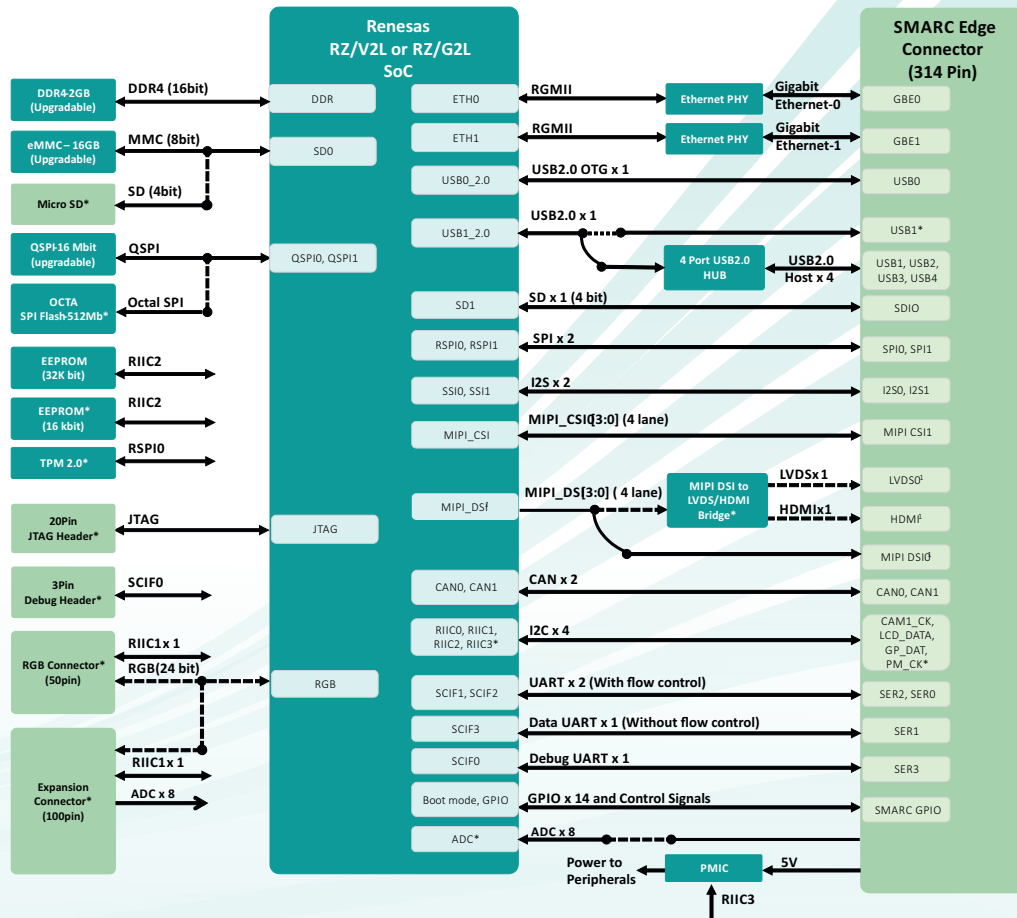 Renesas
RZ/V2L or RZ/G2L
SoC
SMARC Edge
Connector
(314 Pin)
DDR4-2GB
(Upgradable)
DDR4 (16bit)
DDR
eMMC – 16GB
(Upgradable)
MMC (8bit)
SD0
Micro SD*
SD (4bit)
QSPI-16 Mbit
(upgradable)
QSPI
QSPI0, QSPI1
OCTA
SPI Flash-512Mb*
Octal SPI
EEPROM
(32K bit)
RIIC2
EEPROM*
(16 kbit)
RIIC2
TPM 2.0*
RSPI0
20Pin
JTAG Header*
JTAG
JTAG
3Pin
Debug Header*
SCIF0
RGB Connector*
(50pin)
RIIC1x 1
RGB(24 bit)
RGB
Expansion
Connector*
(100pin)
RIIC1x 1
ADC x 8
ETH0
RGMII
Ethernet PHY
Gigabit
Ethernet-0
GBE0
ETH1
RGMII
Ethernet PHY
Gigabit
Ethernet-1
GBE1
USB0_2.0
USB2.0 OTG x 1
USB0
USB1_2.0
USB2.0 x 1
USB1*
4 Port USB2.0
HUB
USB2.0
Host x 4
USB1, USB2,
USB3, USB4
SD1
SD x 1 (4 bit)
SDIO
RSPI0, RSPI1
SPI x 2
SPI0, SPI1
SSI0, SSI1
I2S x 2
I2S0, I2S1
MIPI_CSI
MIPI_CSI0[3:0] (4 lane)
MIPI CSI1
MIPI_DSI¹
MIPI_DSI[3:0] ( 4 lane)
MIPI DSI to
LVDS/HDMI
Bridge*
LVDSx1
LVDS0¹
HDMIx1
HDMI¹
MIPI DSI0¹
CAN0, CAN1
CAN x 2
CAN0, CAN1
RIIC0, RIIC1,
RIIC2, RIIC3*
I2C x 4
CAM1_CK,
LCD_DATA,
GP_DAT,
PM_CK*
SCIF1, SCIF2
UART x 2 (With flow control)
SER2, SER0
SCIF3
Data UART x 1 (Without flow control)
SER1
SCIF0
Debug UART x 1
SER3
Boot mode, GPIO
GPIO x 14 and Control Signals
SMARC GPIO
ADC*
ADC x 8
Power to
Peripherals
PMIC
5V
RIIC3